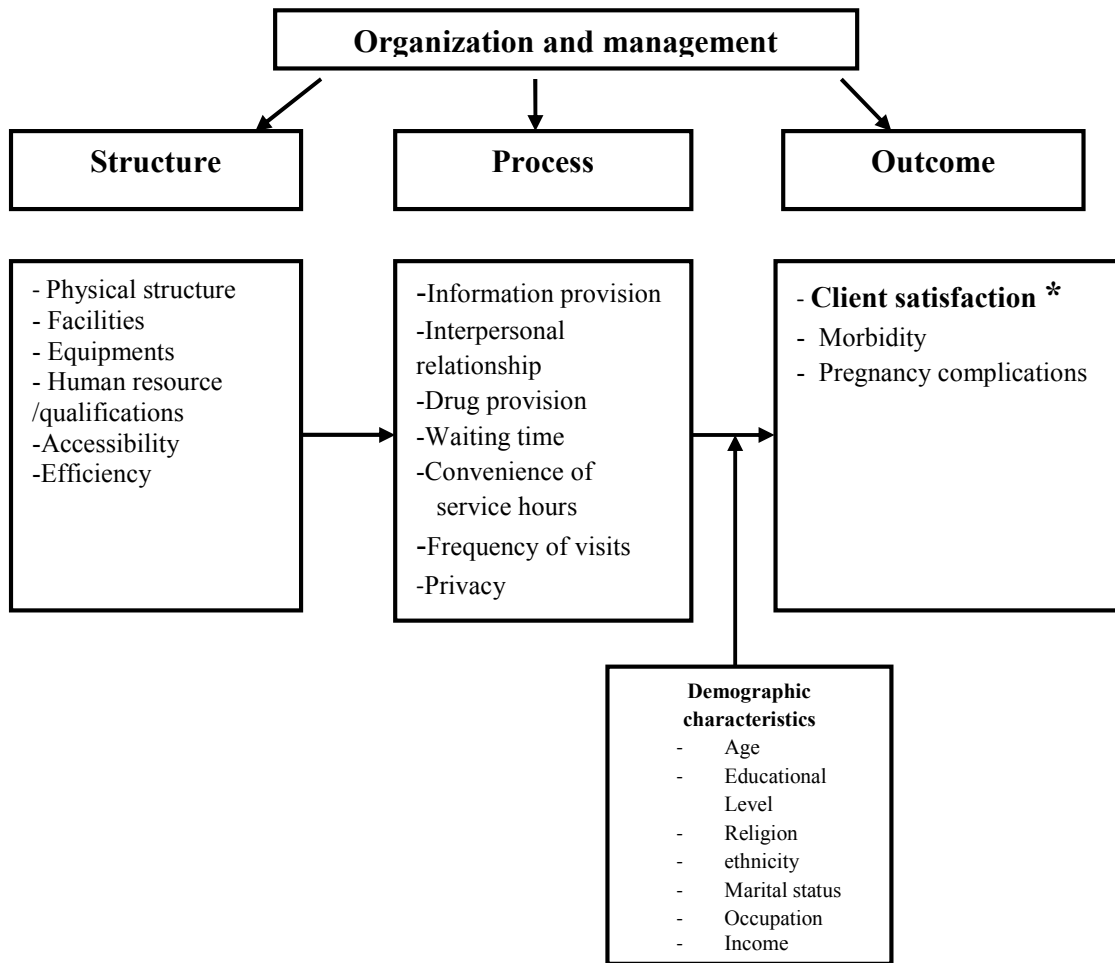 Organization and management
Structure
Process
Outcome
- Physical structure
- Facilities
- Equipments
- Human resource
/qualifications
-Accessibility
-Efficiency
-Information provision
-Interpersonal
relationship
-Drug provision
-Waiting time
-Convenience of
service hours
-Frequency of visits
-Privacy
- Client satisfaction *
- Morbidity
- Pregnancy complications
Demographic
characteristics
- Age
- Educational
Level
- Religion
- ethnicity
- Marital status
- Occupation
- Income